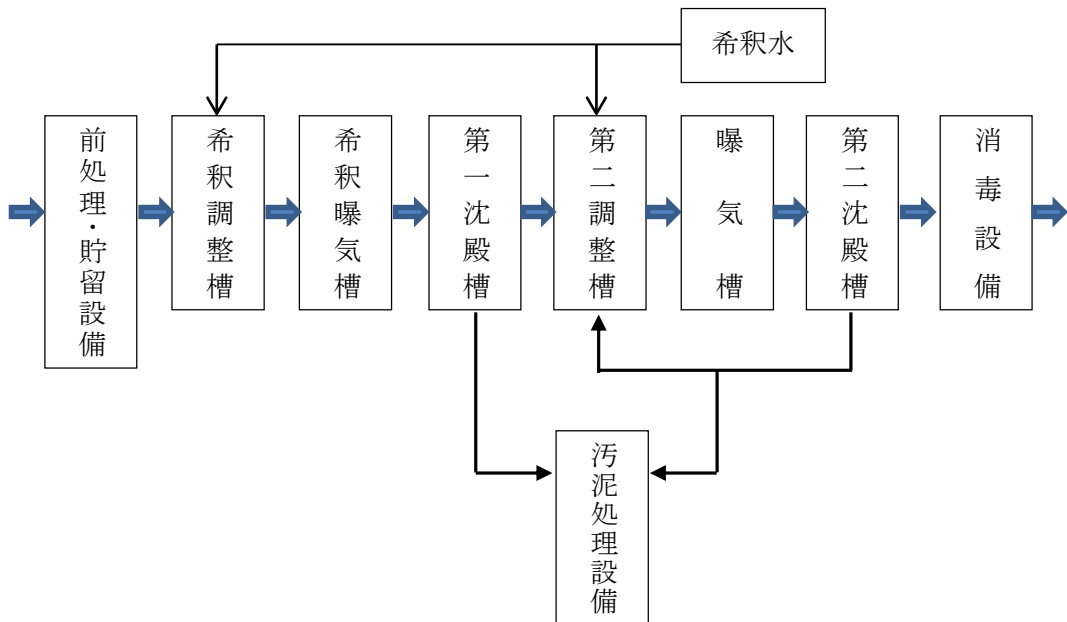 希釈水
前処理・貯留設備
希釈調整槽
希釈曝気槽
第一沈殿槽
第二調整槽
曝気槽
第二沈殿槽
消毒設備
汚泥処理設備